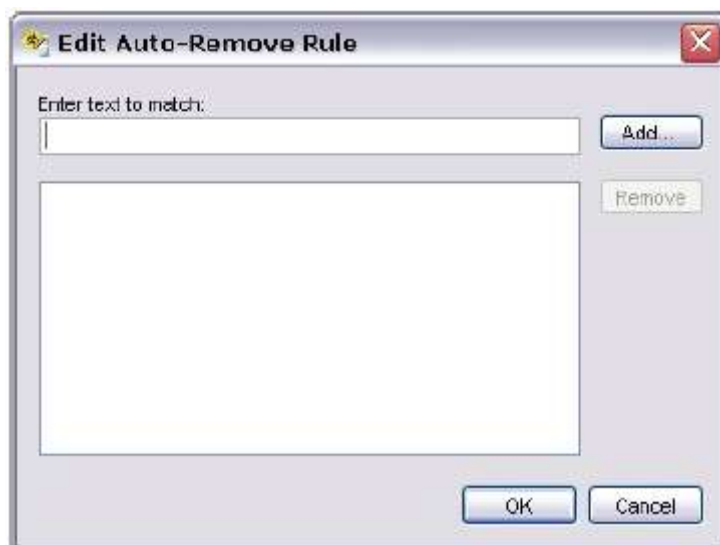 Edit Auto-Remove Rule
Enter text to match:
Add...
Remove
OK
Cancel